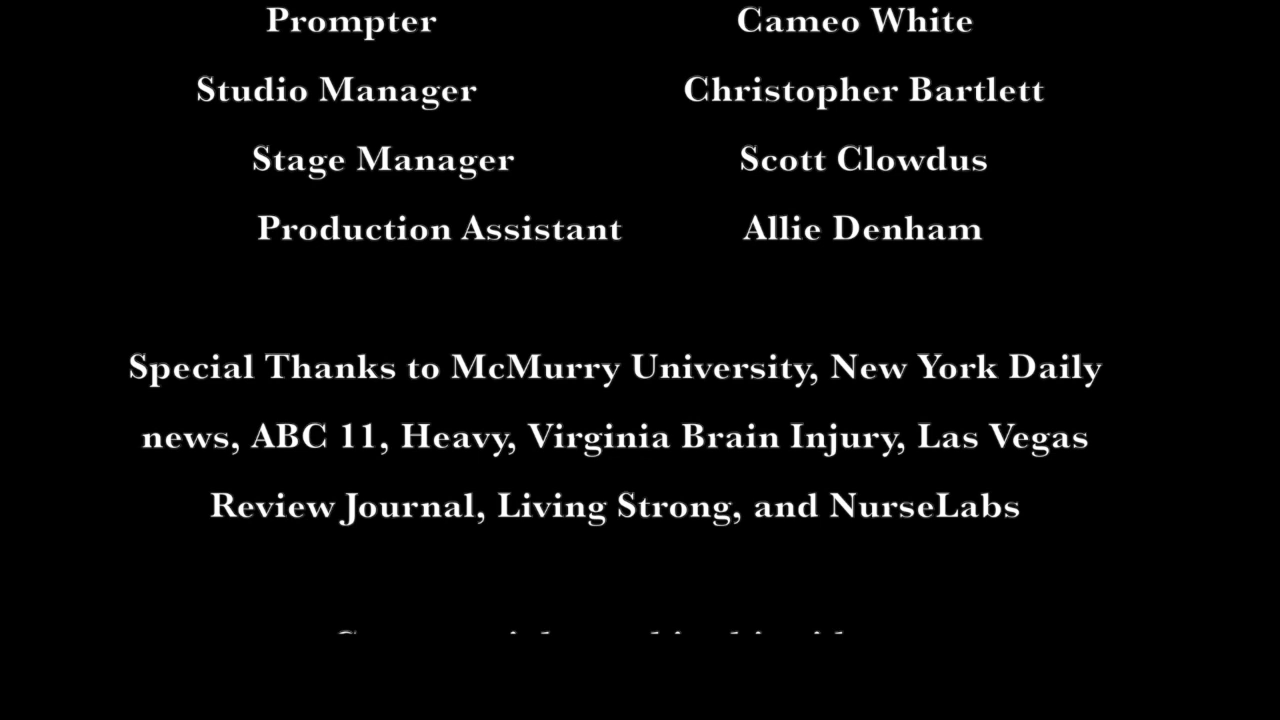 Prompter Cameo White
Studio Manager Christopher Bartlett
Stage Manager Scott Clowdus
Production Assistant Allie Denham
Special Thanks to McMurry University, New York Daily
news, ABC 11, Heavy, Virginia Brain Injury, Las Vegas
Review Journal, Living Strong, and NurseLabs